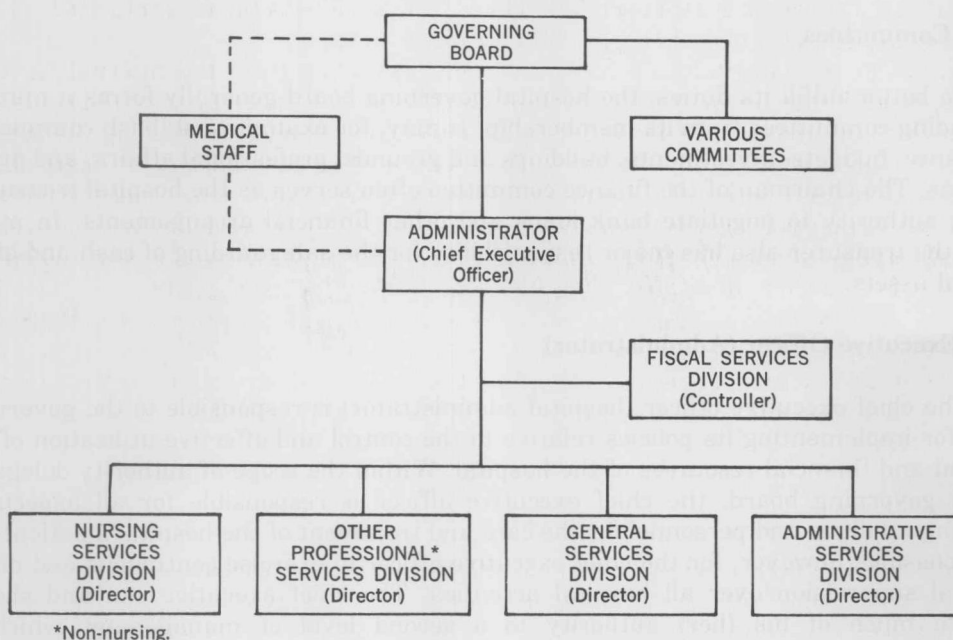 GOVERNING
BOARD
MEDICAL
STAFF
VARIOUS
COMMITTEES
ADMINISTRATOR
(Chief Executive
Officer)
FISCAL SERVICES
DIVISION
(Controller)
NURSING
SERVICES
DIVISION
(Director)
OTHER
PROFESSIONAL*
SERVICES DIVISION
(Director)
GENERAL
SERVICES
DIVISION
(Director)
ADMINISTRATIVE
SERVICES
DIVISION
(Director)
*Non-nursing.